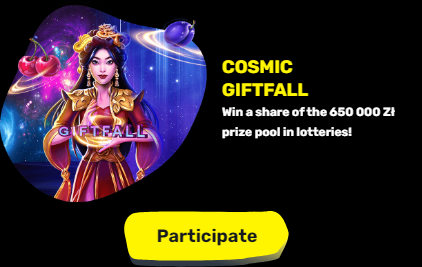 GIFTFALL
COSMIC
GIFTFALL
Win a share of the 650 000 Zł
prize pool in lotteries!
Participate